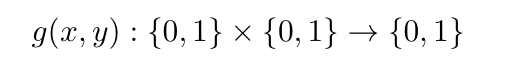 g(x, y) : {0, 1} × {0, 1} → {0, 1}